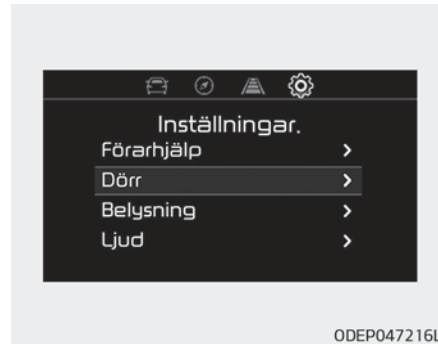 Inställningar.
Förarhjälp >
Dörr >
Belysning >
Ljud >
ODEP047216L